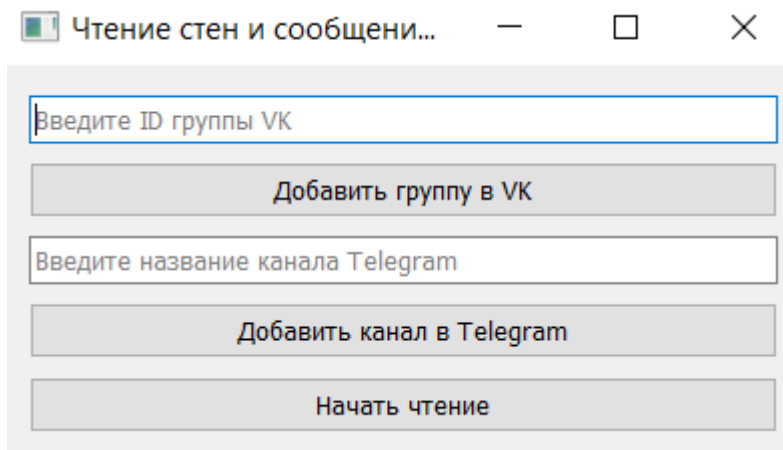 Чтение стен и сообщени...
Введите ID группы VK
Добавить группу в VK
Введите название канала Telegram
Добавить канал в Telegram
Начать чтение